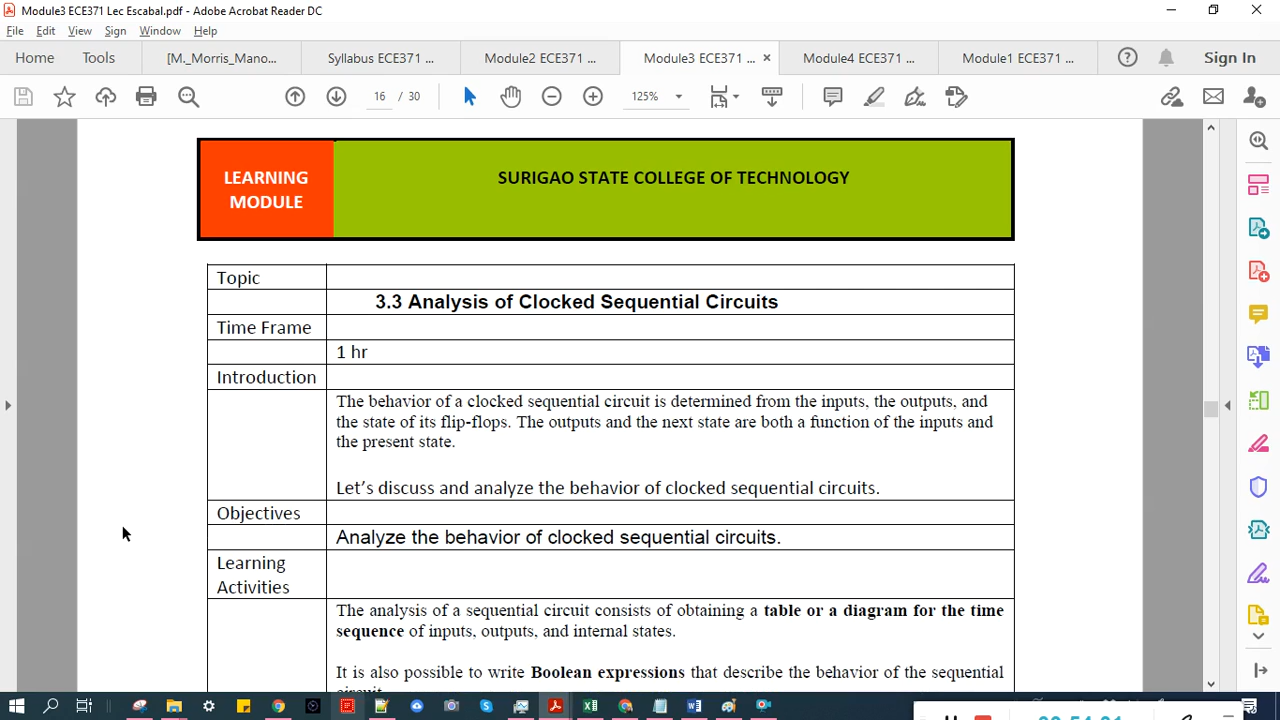 Module3 ECE371 Lec Escabal.pdf - Adobe Acrobat Reader DC
File Edit View Sign Window Help
Home Tools [M._Morris_Mano... Syllabus ECE371 ... Module2 ECE371 ... Module3 ECE371 ... × Module4 ECE371 ... Module1 ECE371 ... Sign In
16 / 30 125%
LEARNING
MODULE
SURIGAO STATE COLLEGE OF TECHNOLOGY
Topic
3.3 Analysis of Clocked Sequential Circuits
Time Frame
1 hr
Introduction
The behavior of a clocked sequential circuit is determined from the inputs, the outputs, and
the state of its flip-flops. The outputs and the next state are both a function of the inputs and
the present state.
Let's discuss and analyze the behavior of clocked sequential circuits.
Objectives
Analyze the behavior of clocked sequential circuits.
Learning
Activities
The analysis of a sequential circuit consists of obtaining a table or a diagram for the time
sequence of inputs, outputs, and internal states.
It is also possible to write Boolean expressions that describe the behavior of the sequential